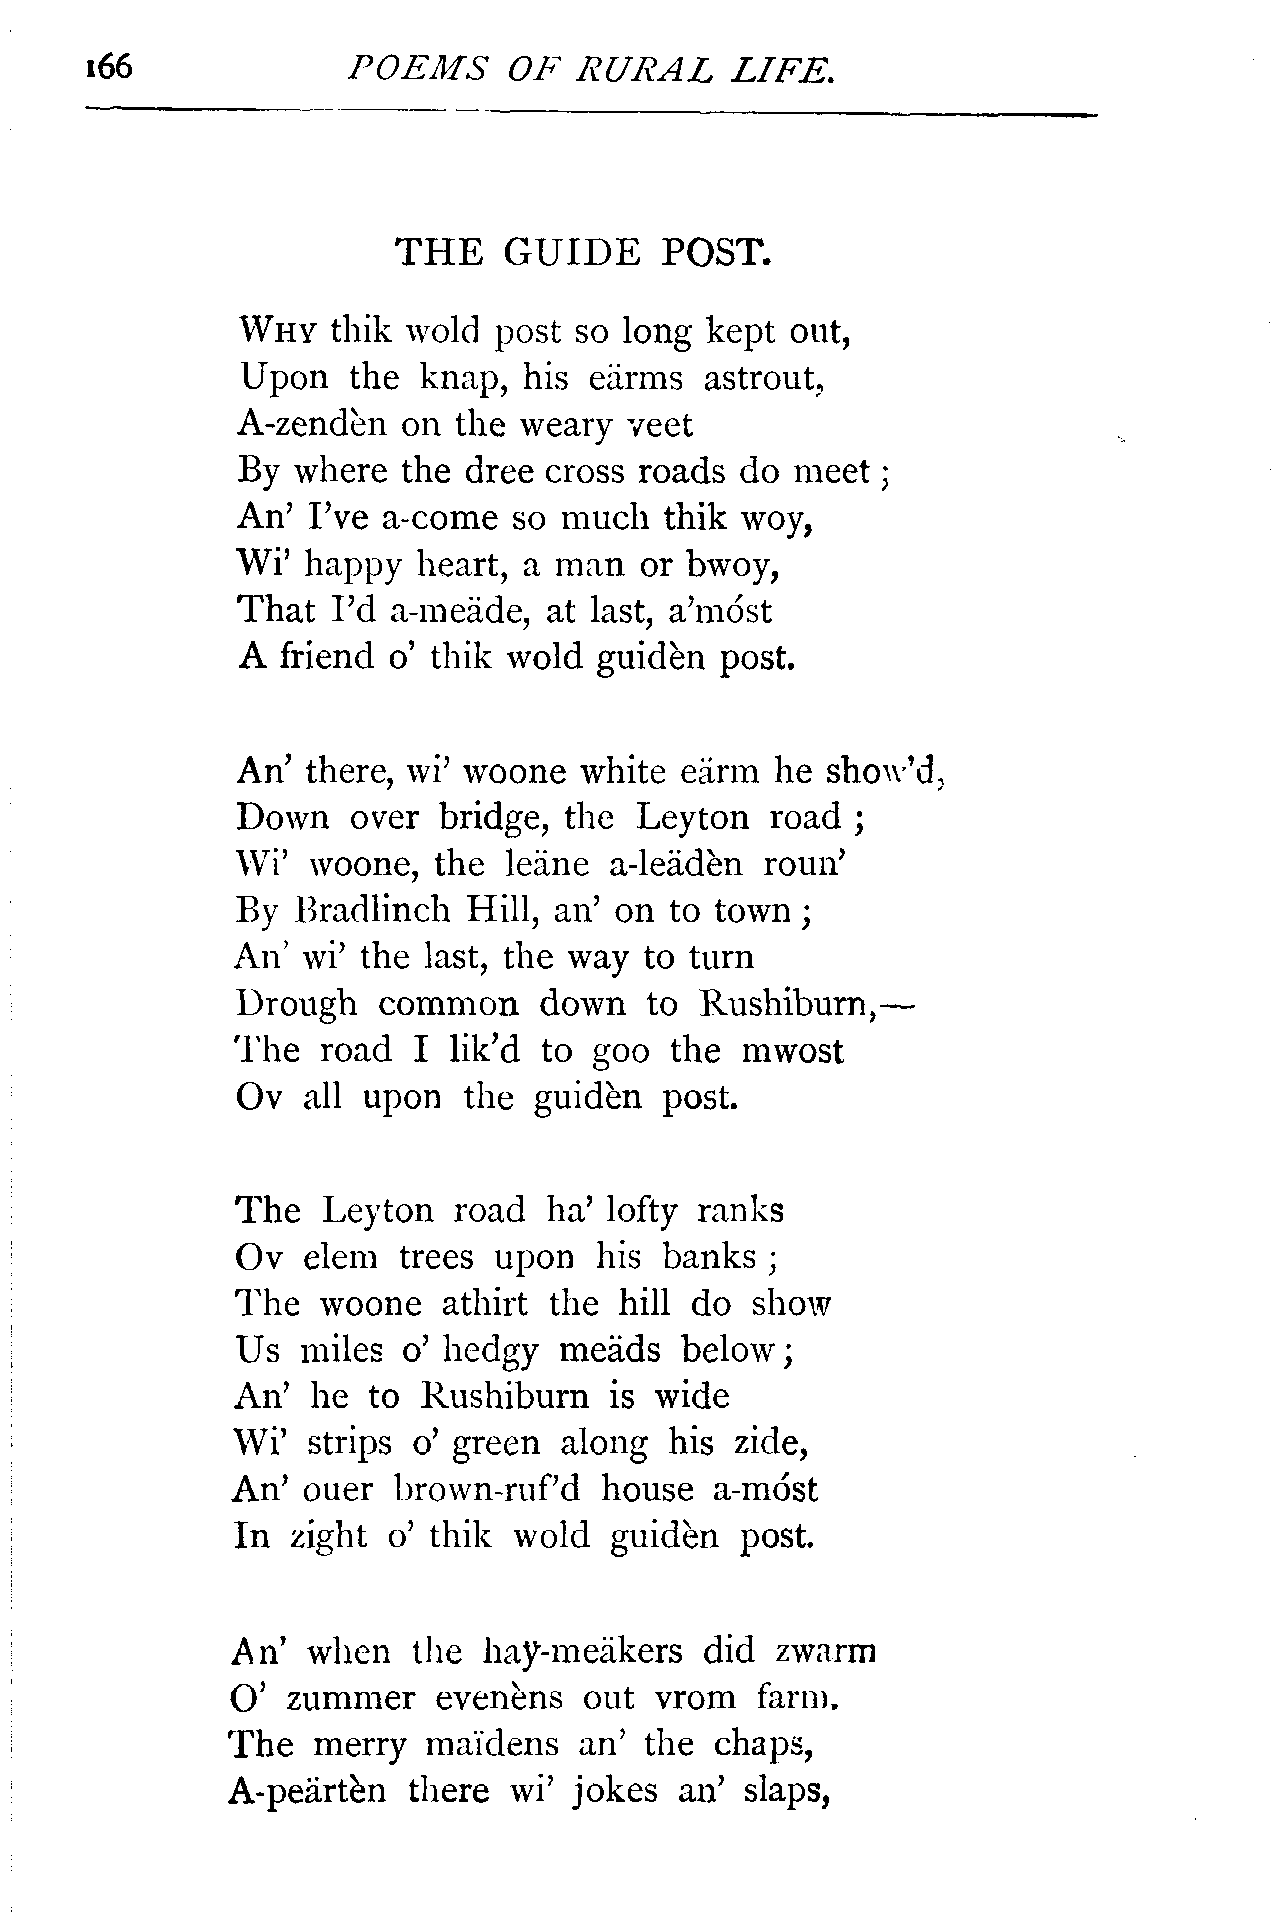 166 POEMS OF RURAL LIFE.
THE GUIDE POST.
WHY thik wold post so long kept out,
Upon the knap, his eärms astrout,
A-zendèn on the weary veet
By where the dree cross roads do meet ;
An' I've a-come so much thik woy,
Wi' happy heart, a man or bwoy,
That I'd a-meäde, at last, a'móst
A friend o' thik wold guidèn post.
An' there, wi' woone white eärm he show'd,
Down over bridge, the Leyton road ;
Wi' woone, the leäne a-leädèn roun'
By Bradlinch Hill, an' on to town ;
An' wi' the last, the way to turn
Drough common down to Rushiburn,—
The road I lik'd to goo the mwost
Ov all upon the guidèn post.
The Leyton road ha' lofty ranks
Ov elem trees upon his banks ;
The woone athirt the hill do show
Us miles o' hedgy meäds below ;
An' he to Rushiburn is wide
Wi' strips o' green along his zide,
An' ouer brown-ruf'd house a-móst
In zight o' thik wold guidèn post.
An' when the haÿ-meäkers did zwarm
O' zummer evenèns out vrom farm.
The merry maïdens an' the chaps,
A-peärtèn there wi' jokes an' slaps,